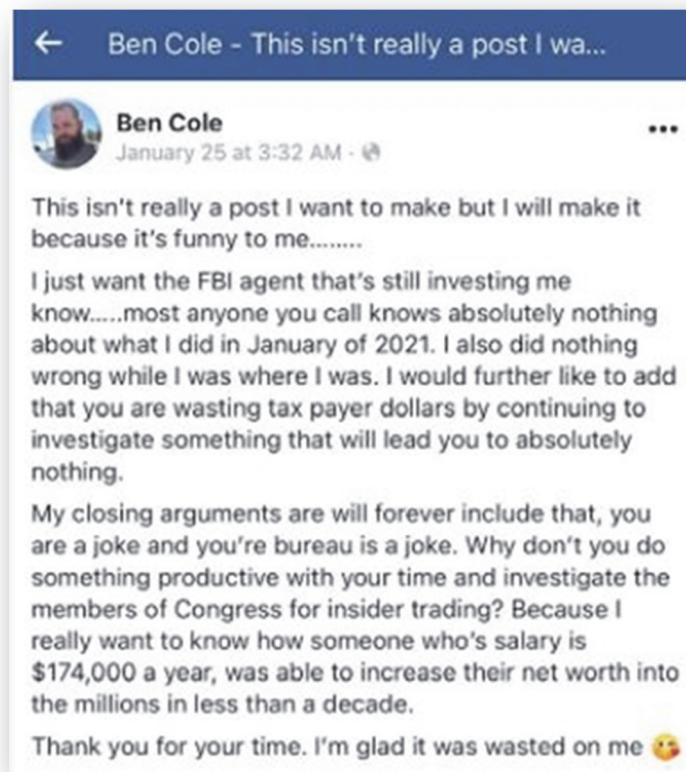 Ben Cole - This isn't really a post I wa...
Ben Cole
January 25 at 3:32 AM ·
This isn't really a post I want to make but I will make it
because it's funny to me........
I just want the FBI agent that's still investing me
know.....most anyone you call knows absolutely nothing
about what I did in January of 2021. I also did nothing
wrong while I was where I was. I would further like to add
that you are wasting tax payer dollars by continuing to
investigate something that will lead you to absolutely
nothing.
My closing arguments are will forever include that, you
are a joke and you're bureau is a joke. Why don't you do
something productive with your time and investigate the
members of Congress for insider trading? Because I
really want to know how someone who's salary is
$174,000 a year, was able to increase their net worth into
the millions in less than a decade.
Thank you for your time. I'm glad it was wasted on me 😘